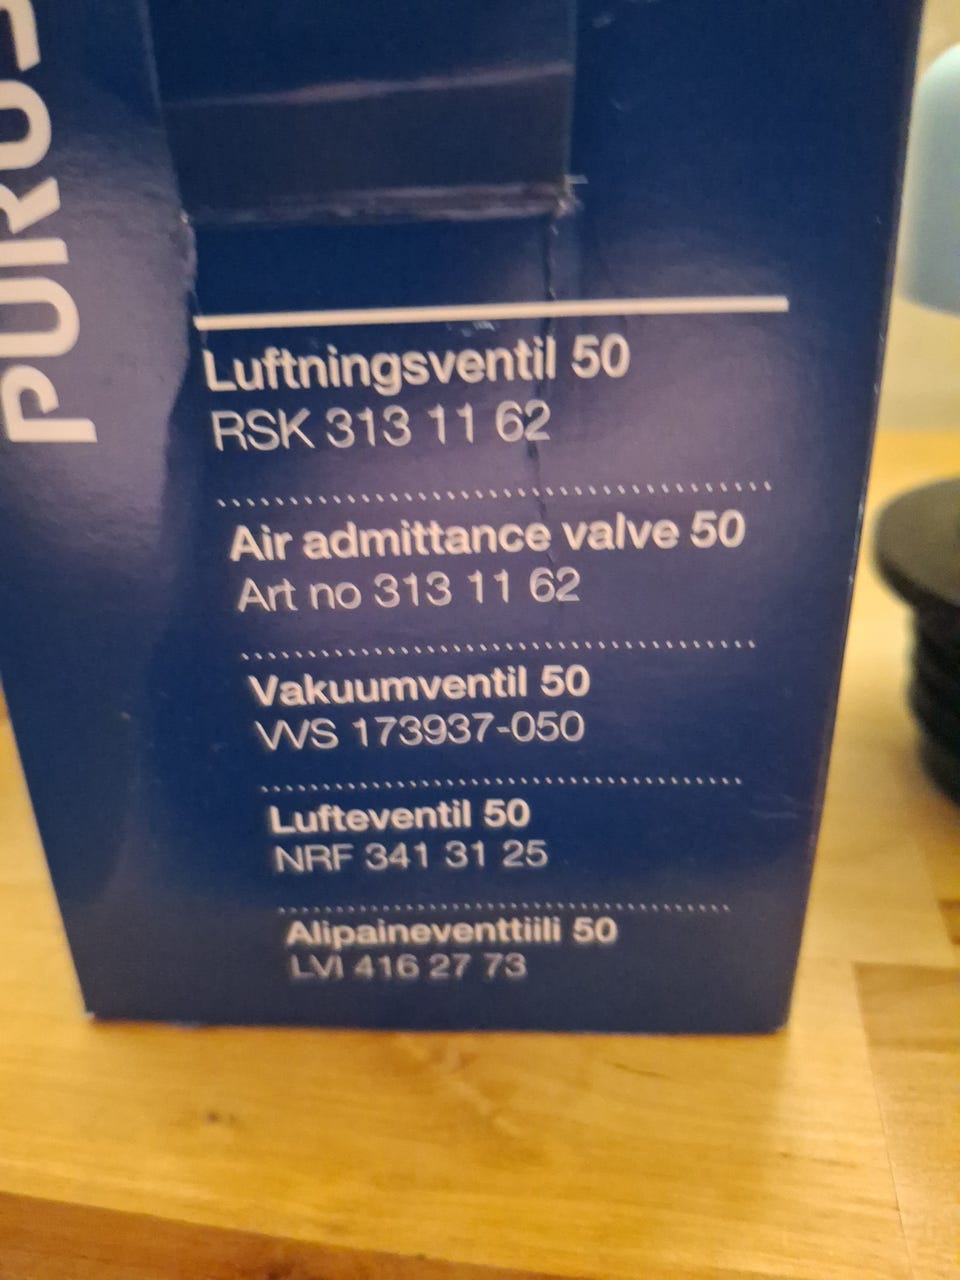 PURUS
Luftningsventil 50
RSK 313 11 62
Air admittance valve 50
Art no 313 11 62
Vakuumventil 50
VVS 173937-050
Lufteventil 50
NRF 341 31 25
Alipaineventtiili 50
LVI 416 27 73